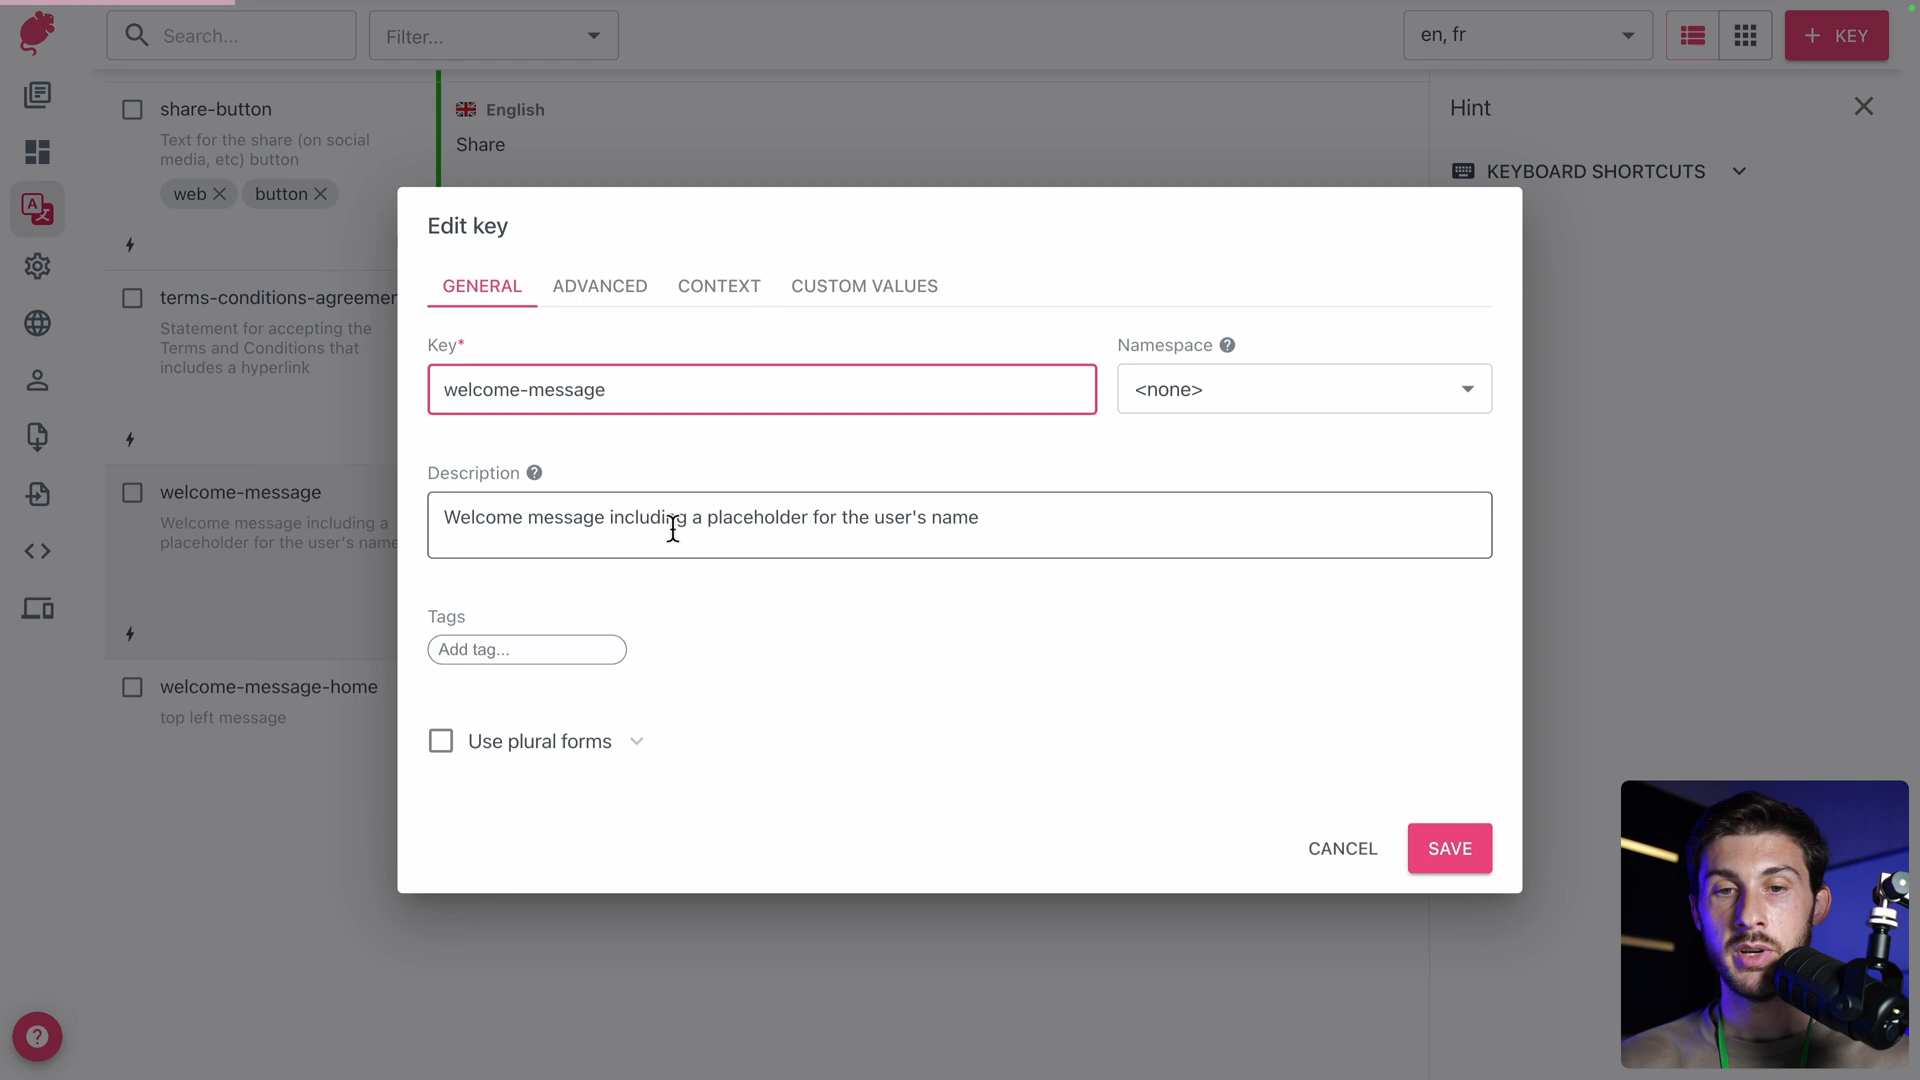 Search...
Filter...
en, fr
+ KEY
share-button
Text for the share (on social
media, etc) button
web
button
English
Share
Hint
KEYBOARD SHORTCUTS
terms-conditions-agreemen
Statement for accepting the
Terms and Conditions that
includes a hyperlink
welcome-message
Welcome message including a
placeholder for the user's name
welcome-message-home
top left message
Edit key
GENERAL
ADVANCED
CONTEXT
CUSTOM VALUES
Key*
Namespace ?
welcome-message
<none>
Description ?
Welcome message including a placeholder for the user's name
Tags
Add tag...
Use plural forms
CANCEL
SAVE
?